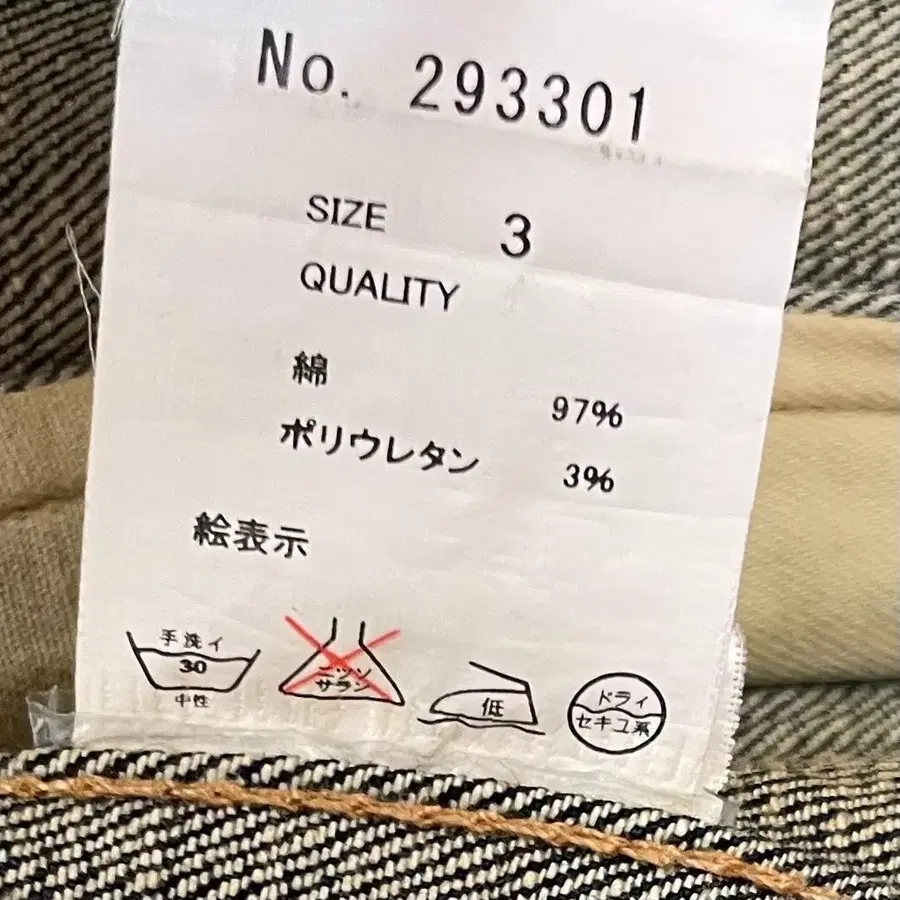 No. 293301
SIZE 3
QUALITY
綿 97%
ポリウレタン 3%
絵表示
手洗イ
30
中性
エンソ
サラシ
低
ドライ
セキユ系